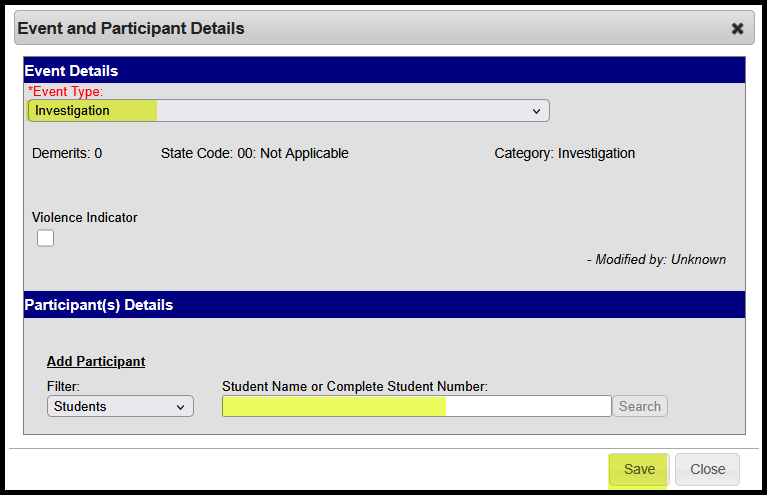 Event and Participant Details
Event Details
*Event Type:
Investigation
Demerits: 0 State Code: 00: Not Applicable Category: Investigation
Violence Indicator
- Modified by: Unknown
Participant(s) Details
Add Participant
Filter: Student Name or Complete Student Number:
Students Search
Save Close